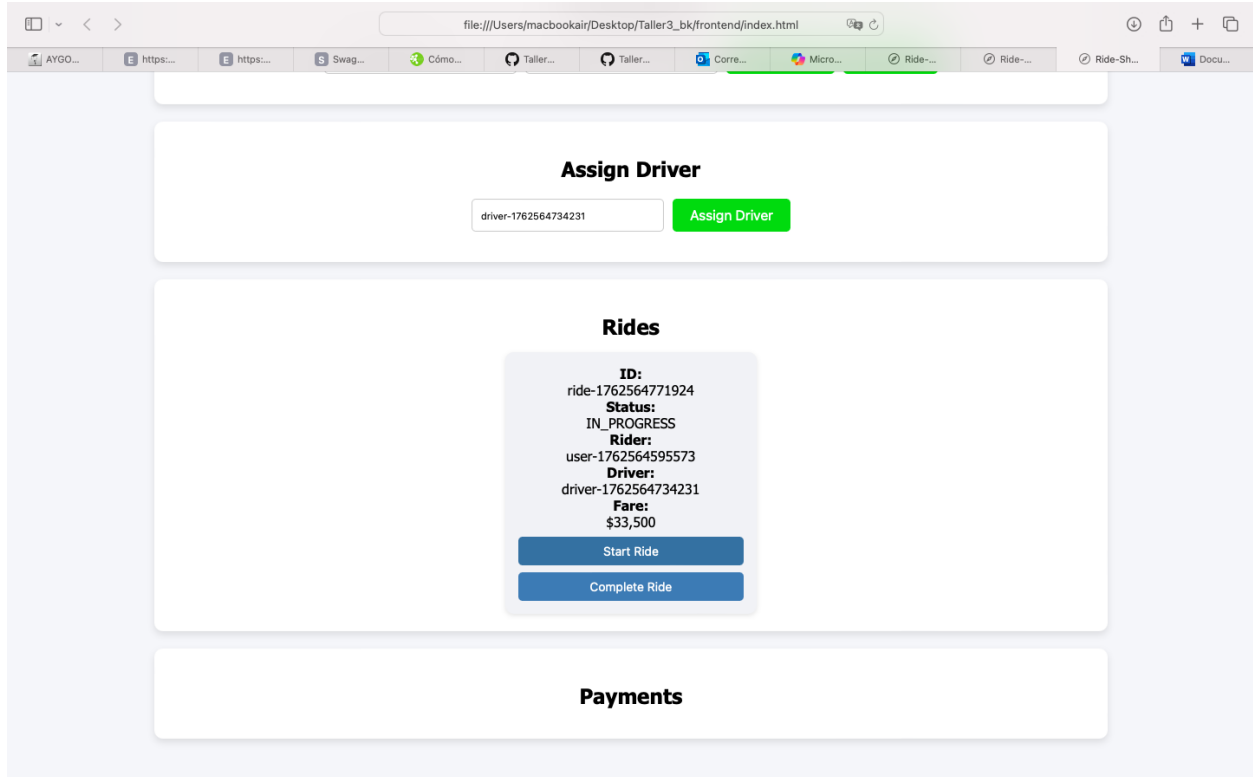 file:///Users/macbookair/Desktop/Taller3_bk/frontend/index.html
AYGO... https:... https:... Swag... Cómo... Taller... Taller... Corre... Micro... Ride-... Ride-... Ride-Sh... Docu...
Assign Driver
driver-1762564734231 Assign Driver
Rides
ID:
ride-1762564771924
Status:
IN_PROGRESS
Rider:
user-1762564595573
Driver:
driver-1762564734231
Fare:
$33,500
Start Ride
Complete Ride
Payments